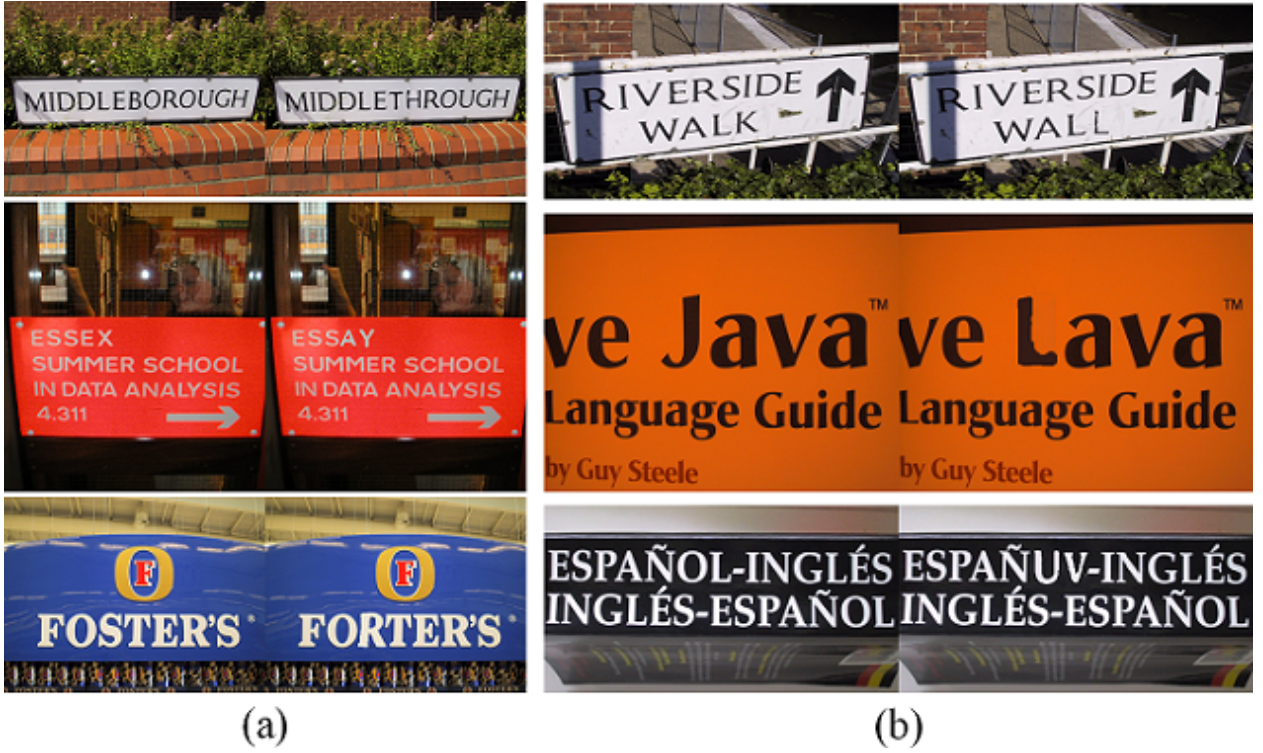 MIDDLEBOROUGH
MIDDLETHROUGH
ESSEX
SUMMER SCHOOL
IN DATA ANALYSIS
4.311
ESSAY
SUMMER SCHOOL
IN DATA ANALYSIS
4.311
F
FOSTER'S®
F
FORTER'S®
(a)
RIVERSIDE
WALK
RIVERSIDE
WALL
ve Java™
Language Guide
by Guy Steele
ve Lava™
Language Guide
by Guy Steele
ESPAÑOL-INGLÉS
INGLÉS-ESPAÑOL
ESPAÑUV-INGLÉS
INGLÉS-ESPAÑOL
(b)